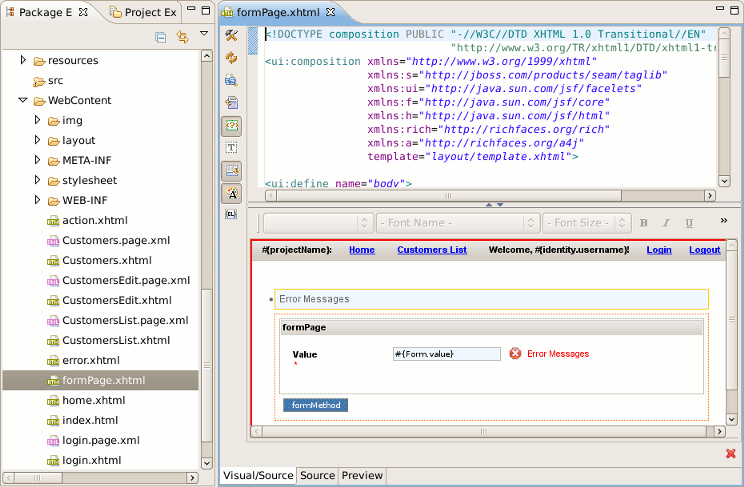 Package E
Project Ex
resources
src
WebContent
img
layout
META-INF
stylesheet
WEB-INF
action.xhtml
Customers.page.xml
Customers.xhtml
CustomersEdit.page.xml
CustomersEdit.xhtml
CustomersList.page.xml
CustomersList.xhtml
error.xhtml
formPage.xhtml
home.xhtml
index.html
login.page.xml
login.xhtml
formPage.xhtml
<!DOCTYPE composition PUBLIC "-//W3C//DTD XHTML 1.0 Transitional//EN"
"http://www.w3.org/TR/xhtml1/DTD/xhtml1-tr
<ui:composition xmlns="http://www.w3.org/1999/xhtml"
xmlns:s="http://jboss.com/products/seam/taglib"
xmlns:ui="http://java.sun.com/jsf/facelets"
xmlns:f="http://java.sun.com/jsf/core"
xmlns:h="http://java.sun.com/jsf/html"
xmlns:rich="http://richfaces.org/rich"
xmlns:a="http://richfaces.org/a4j"
template="layout/template.xhtml">
<ui:define name="body">
- Font Name - - Font Size - B I U »
#{projectName}: Home Customers List Welcome, #{identity.username}! Login Logout
Error Messages
formPage
Value #{Form.value} Error Messages
*
formMethod
Visual/Source Source Preview